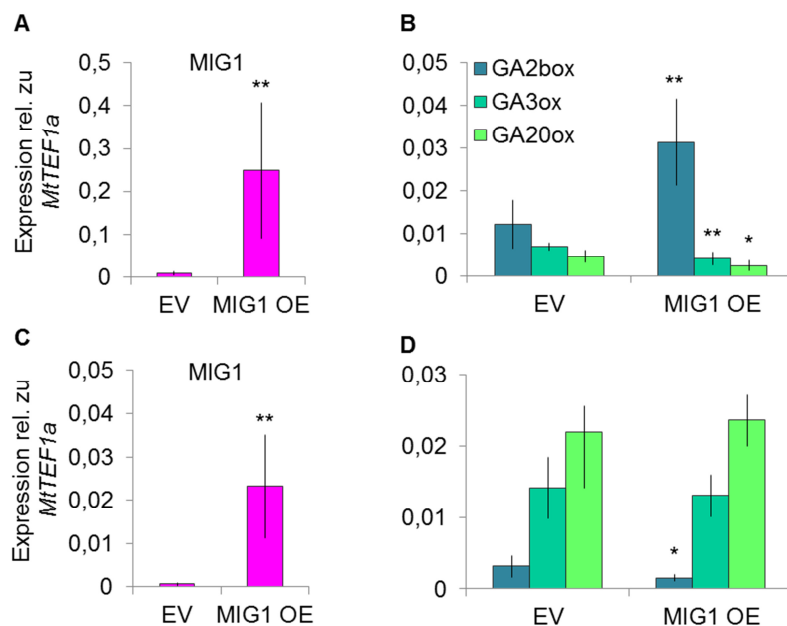 A
Expression rel. zu
MtTEF1a
0,5
0,4
0,3
0,2
0,1
0
MIG1
**
EV MIG1 OE
B
0,05
0,04
0,03
0,02
0,01
0
GA2box
GA3ox
GA20ox
**
**
*
EV MIG1 OE
C
Expression rel. zu
MtTEF1a
0,05
0,04
0,03
0,02
0,01
0
MIG1
**
EV MIG1 OE
D
0,03
0,02
0,01
0
*
EV MIG1 OE